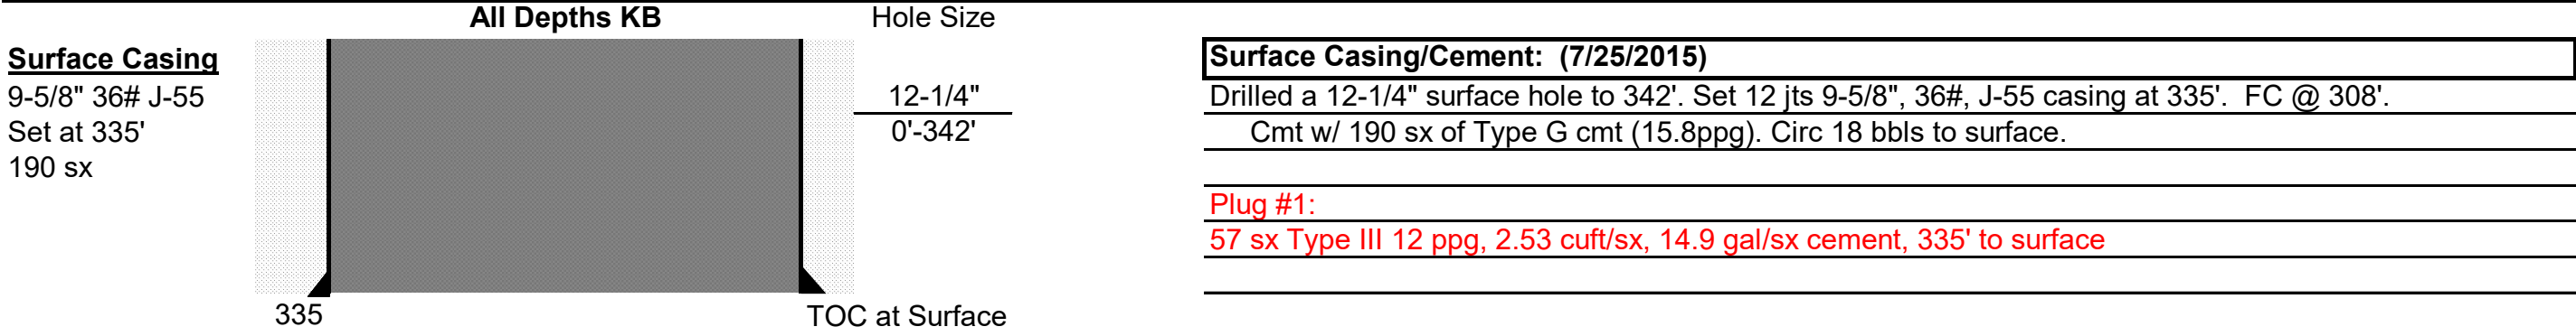 All Depths KB
Hole Size
Surface Casing
9-5/8" 36# J-55
Set at 335'
190 sx
12-1/4"
0'-342'
335
TOC at Surface
Surface Casing/Cement:  (7/25/2015)
Drilled a 12-1/4" surface hole to 342'. Set 12 jts 9-5/8", 36#, J-55 casing at 335'.  FC @ 308'.
Cmt w/ 190 sx of Type G cmt (15.8ppg). Circ 18 bbls to surface.
Plug #1:
57 sx Type III 12 ppg, 2.53 cuft/sx, 14.9 gal/sx cement, 335' to surface